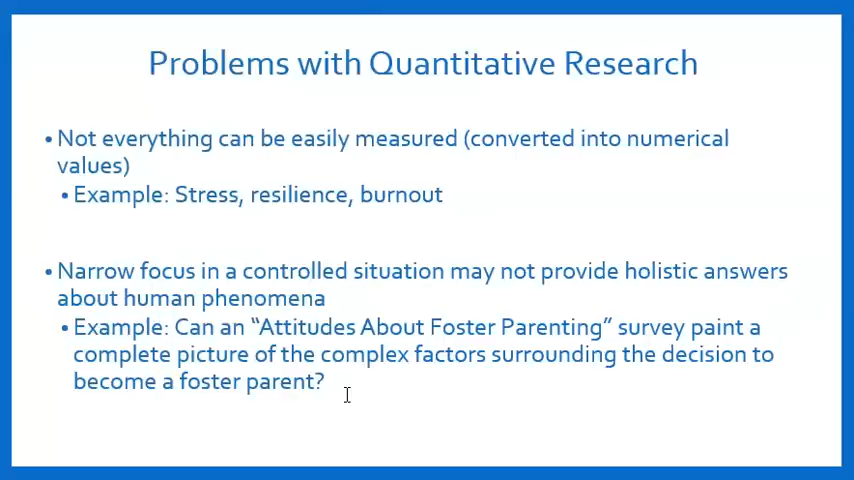 Problems with Quantitative Research
• Not everything can be easily measured (converted into numerical
values)
• Example: Stress, resilience, burnout
• Narrow focus in a controlled situation may not provide holistic answers
about human phenomena
• Example: Can an “Attitudes About Foster Parenting” survey paint a
complete picture of the complex factors surrounding the decision to
become a foster parent?